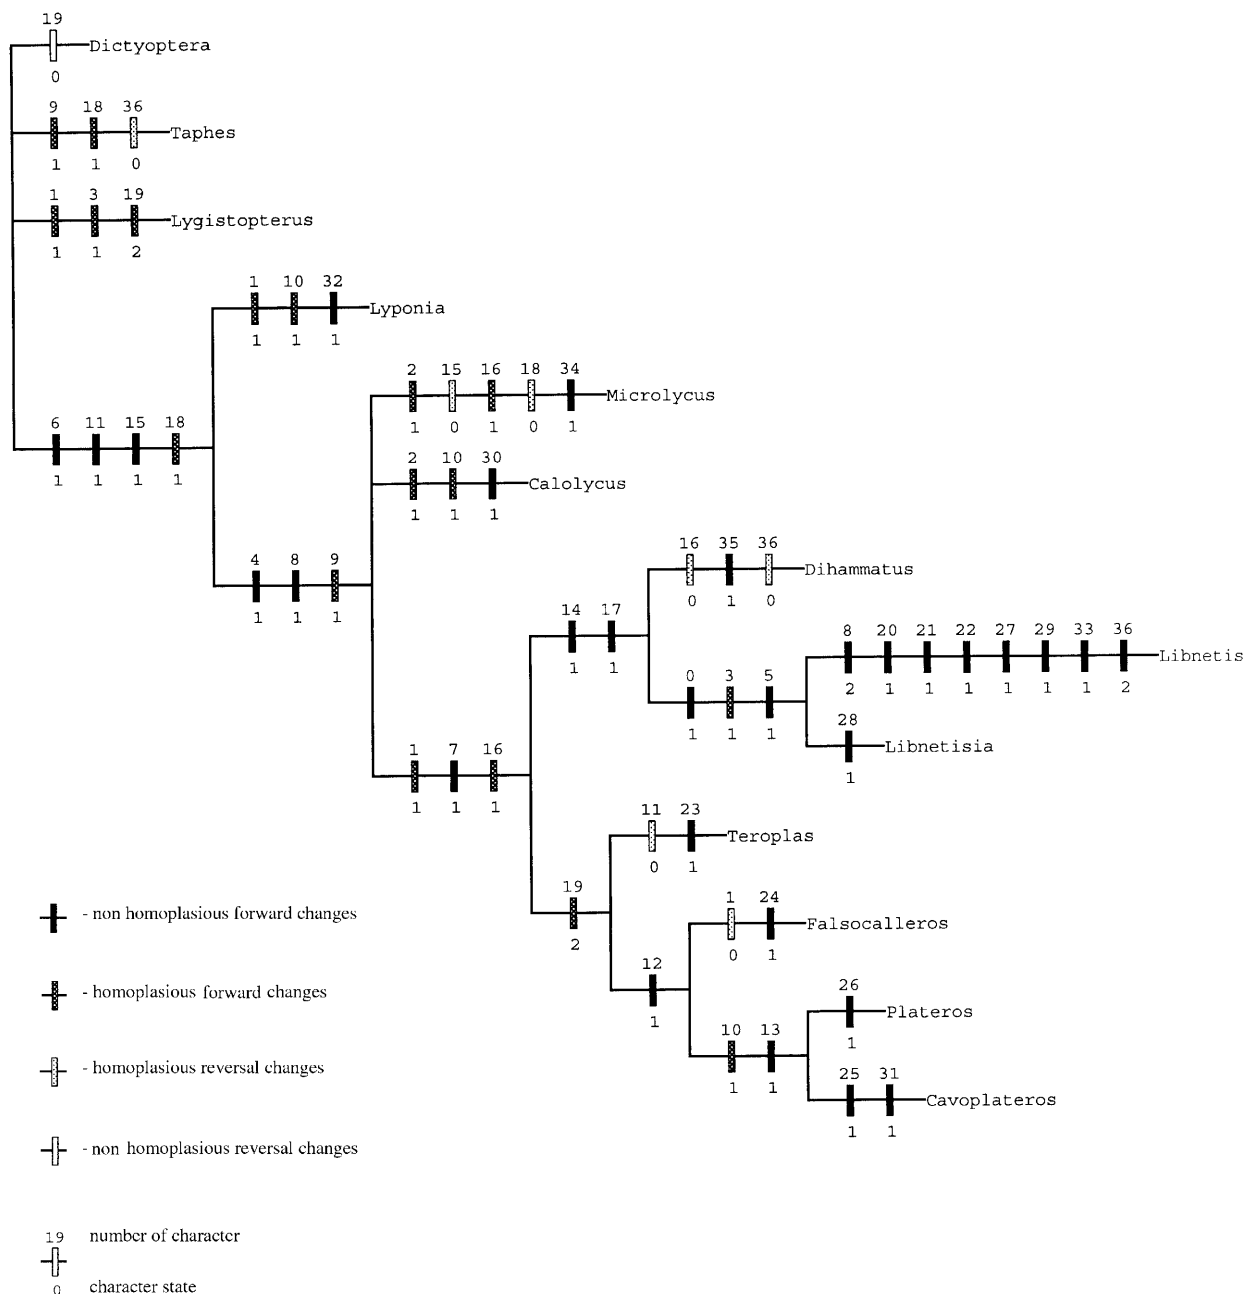 19
Dictyoptera
0
9 18 36
Taphes
1 1 0
1 3 19
Lygistopterus
1 1 2
1 10 32
Lyponia
1 1 1
2 15 16 18 34
Microlycus
1 0 1 0 1
6 11 15 18
1 1 1 1
2 10 30
Calolycus
1 1 1
4 8 9
1 1 1
16 35 36
Dihammatus
0 1 0
14 17
1 1
8 20 21 22 27 29 33 36
Libnetis
2 1 1 1 1 1 1 2
0 3 5
1 1 1
28
Libnetisia
1
1 7 16
1 1 1
11 23
Teroplas
0 1
19
2
1 24
Falsocalleros
0 1
12
1
26
Plateros
1
10 13
1 1
25 31
Cavoplateros
1 1
- non homoplasious forward changes
- homoplasious forward changes
- homoplasious reversal changes
- non homoplasious reversal changes
19 number of character
0 character state